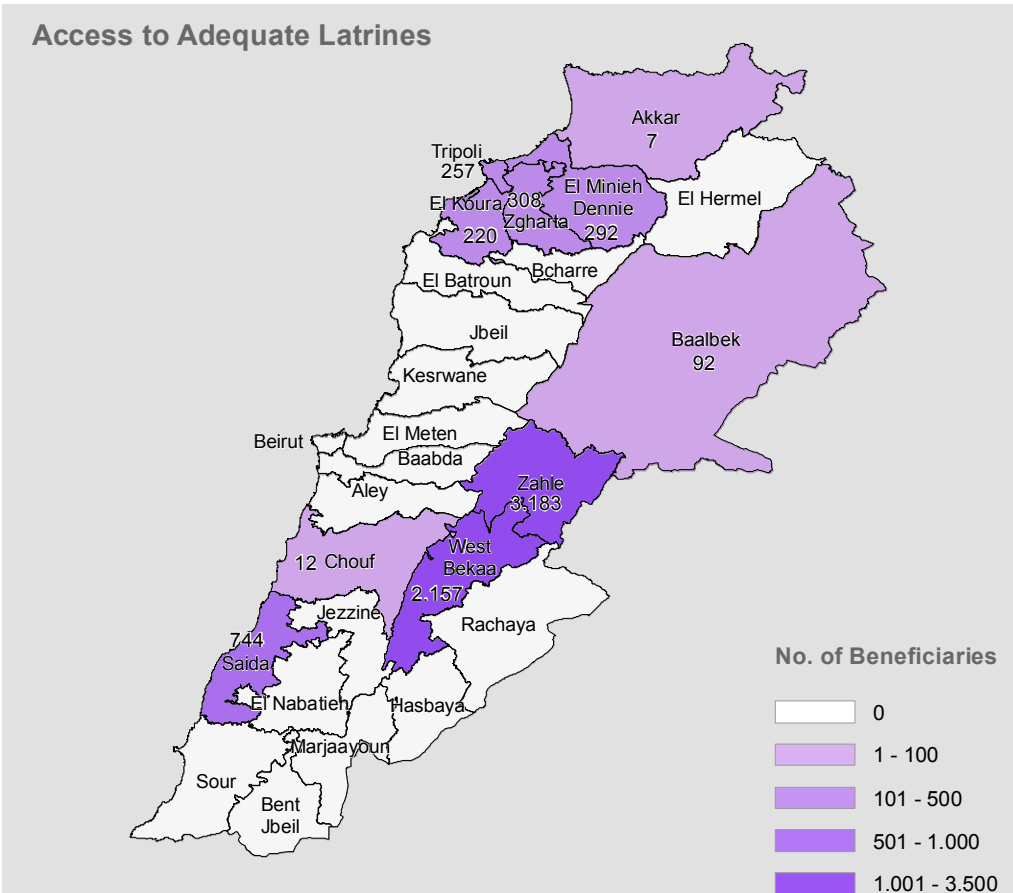 Access to Adequate Latrines
Akkar
7
Tripoli
257
El Hermel
El Minieh
Dennie
292
308
Zgharta
El Koura
220
Bcharre
El Batroun
Jbeil
Baalbek
92
Kesrwane
El Meten
Beirut
Baabda
Aley
Zahle
3.183
12 Chouf
West
Bekaa
2.157
Jezzine
Rachaya
744
Saida
El Nabatieh
Hasbaya
Marjaayoun
Sour
Bent
Jbeil
No. of Beneficiaries
0
1 - 100
101 - 500
501 - 1.000
1.001 - 3.500